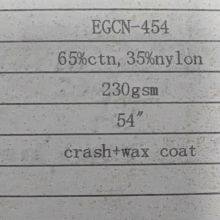 EGCN-454
65%ctn,35%nylon
230gsm
54"
crash+wax coat